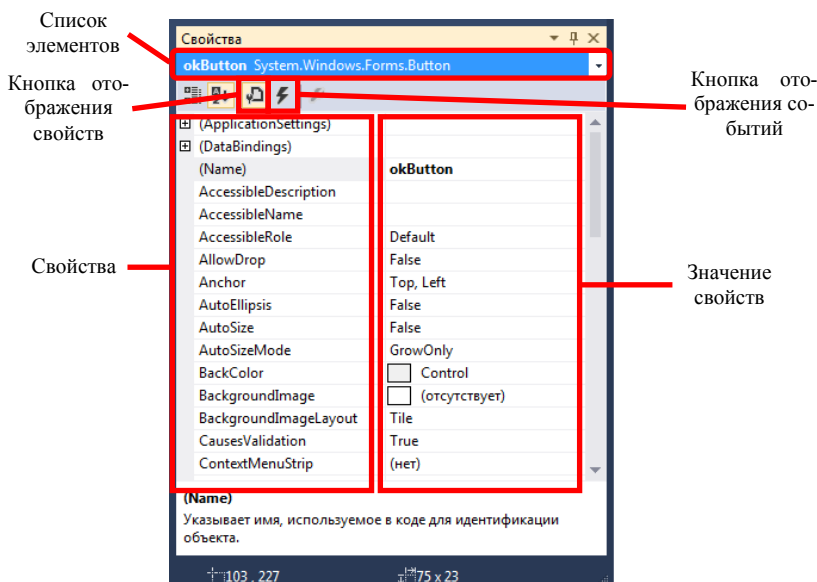 Список
элементов
Кнопка ото-
бражения
свойств
Свойства
Свойства
okButton System.Windows.Forms.Button
(ApplicationSettings)
(DataBindings)
(Name) okButton
AccessibleDescription
AccessibleName
AccessibleRole Default
AllowDrop False
Anchor Top, Left
AutoEllipsis False
AutoSize False
AutoSizeMode GrowOnly
BackColor Control
BackgroundImage (отсутствует)
BackgroundImageLayout Tile
CausesValidation True
ContextMenuStrip (нет)
(Name)
Указывает имя, используемое в коде для идентификации
объекта.
103 , 227 75 x 23
Кнопка ото-
бражения со-
бытий
Значение
свойств